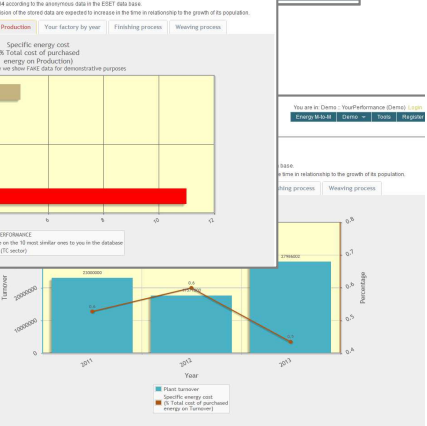 14 according to the anonymous data in the ESET data base.
ision of the stored data are expected to increase in the time in relationship to the growth of its population.
Production
Your factory by year
Finishing process
Weaving process
Specific energy cost
% Total cost of purchased
energy on Production)
we show FAKE data for demonstrative purposes
6
8
10
12
ERFORMANCE
e on the 10 most similar ones to you in the database
(TC sector)
You are in: Demo : YourPerformance (Demo) Login
Energy M-to-M
Demo
Tools
Register
base.
e time in relationship to the growth of its population.
hing process
Weaving process
0,8
0,7
0,6
0,5
0,4
Percentage
Turnover
20000000
10000000
0
23000000
27966000
0.6
2011
2012
2013
Year
Plant turnover
Specific energy cost
(% Total cost of purchased
energy on Turnover)